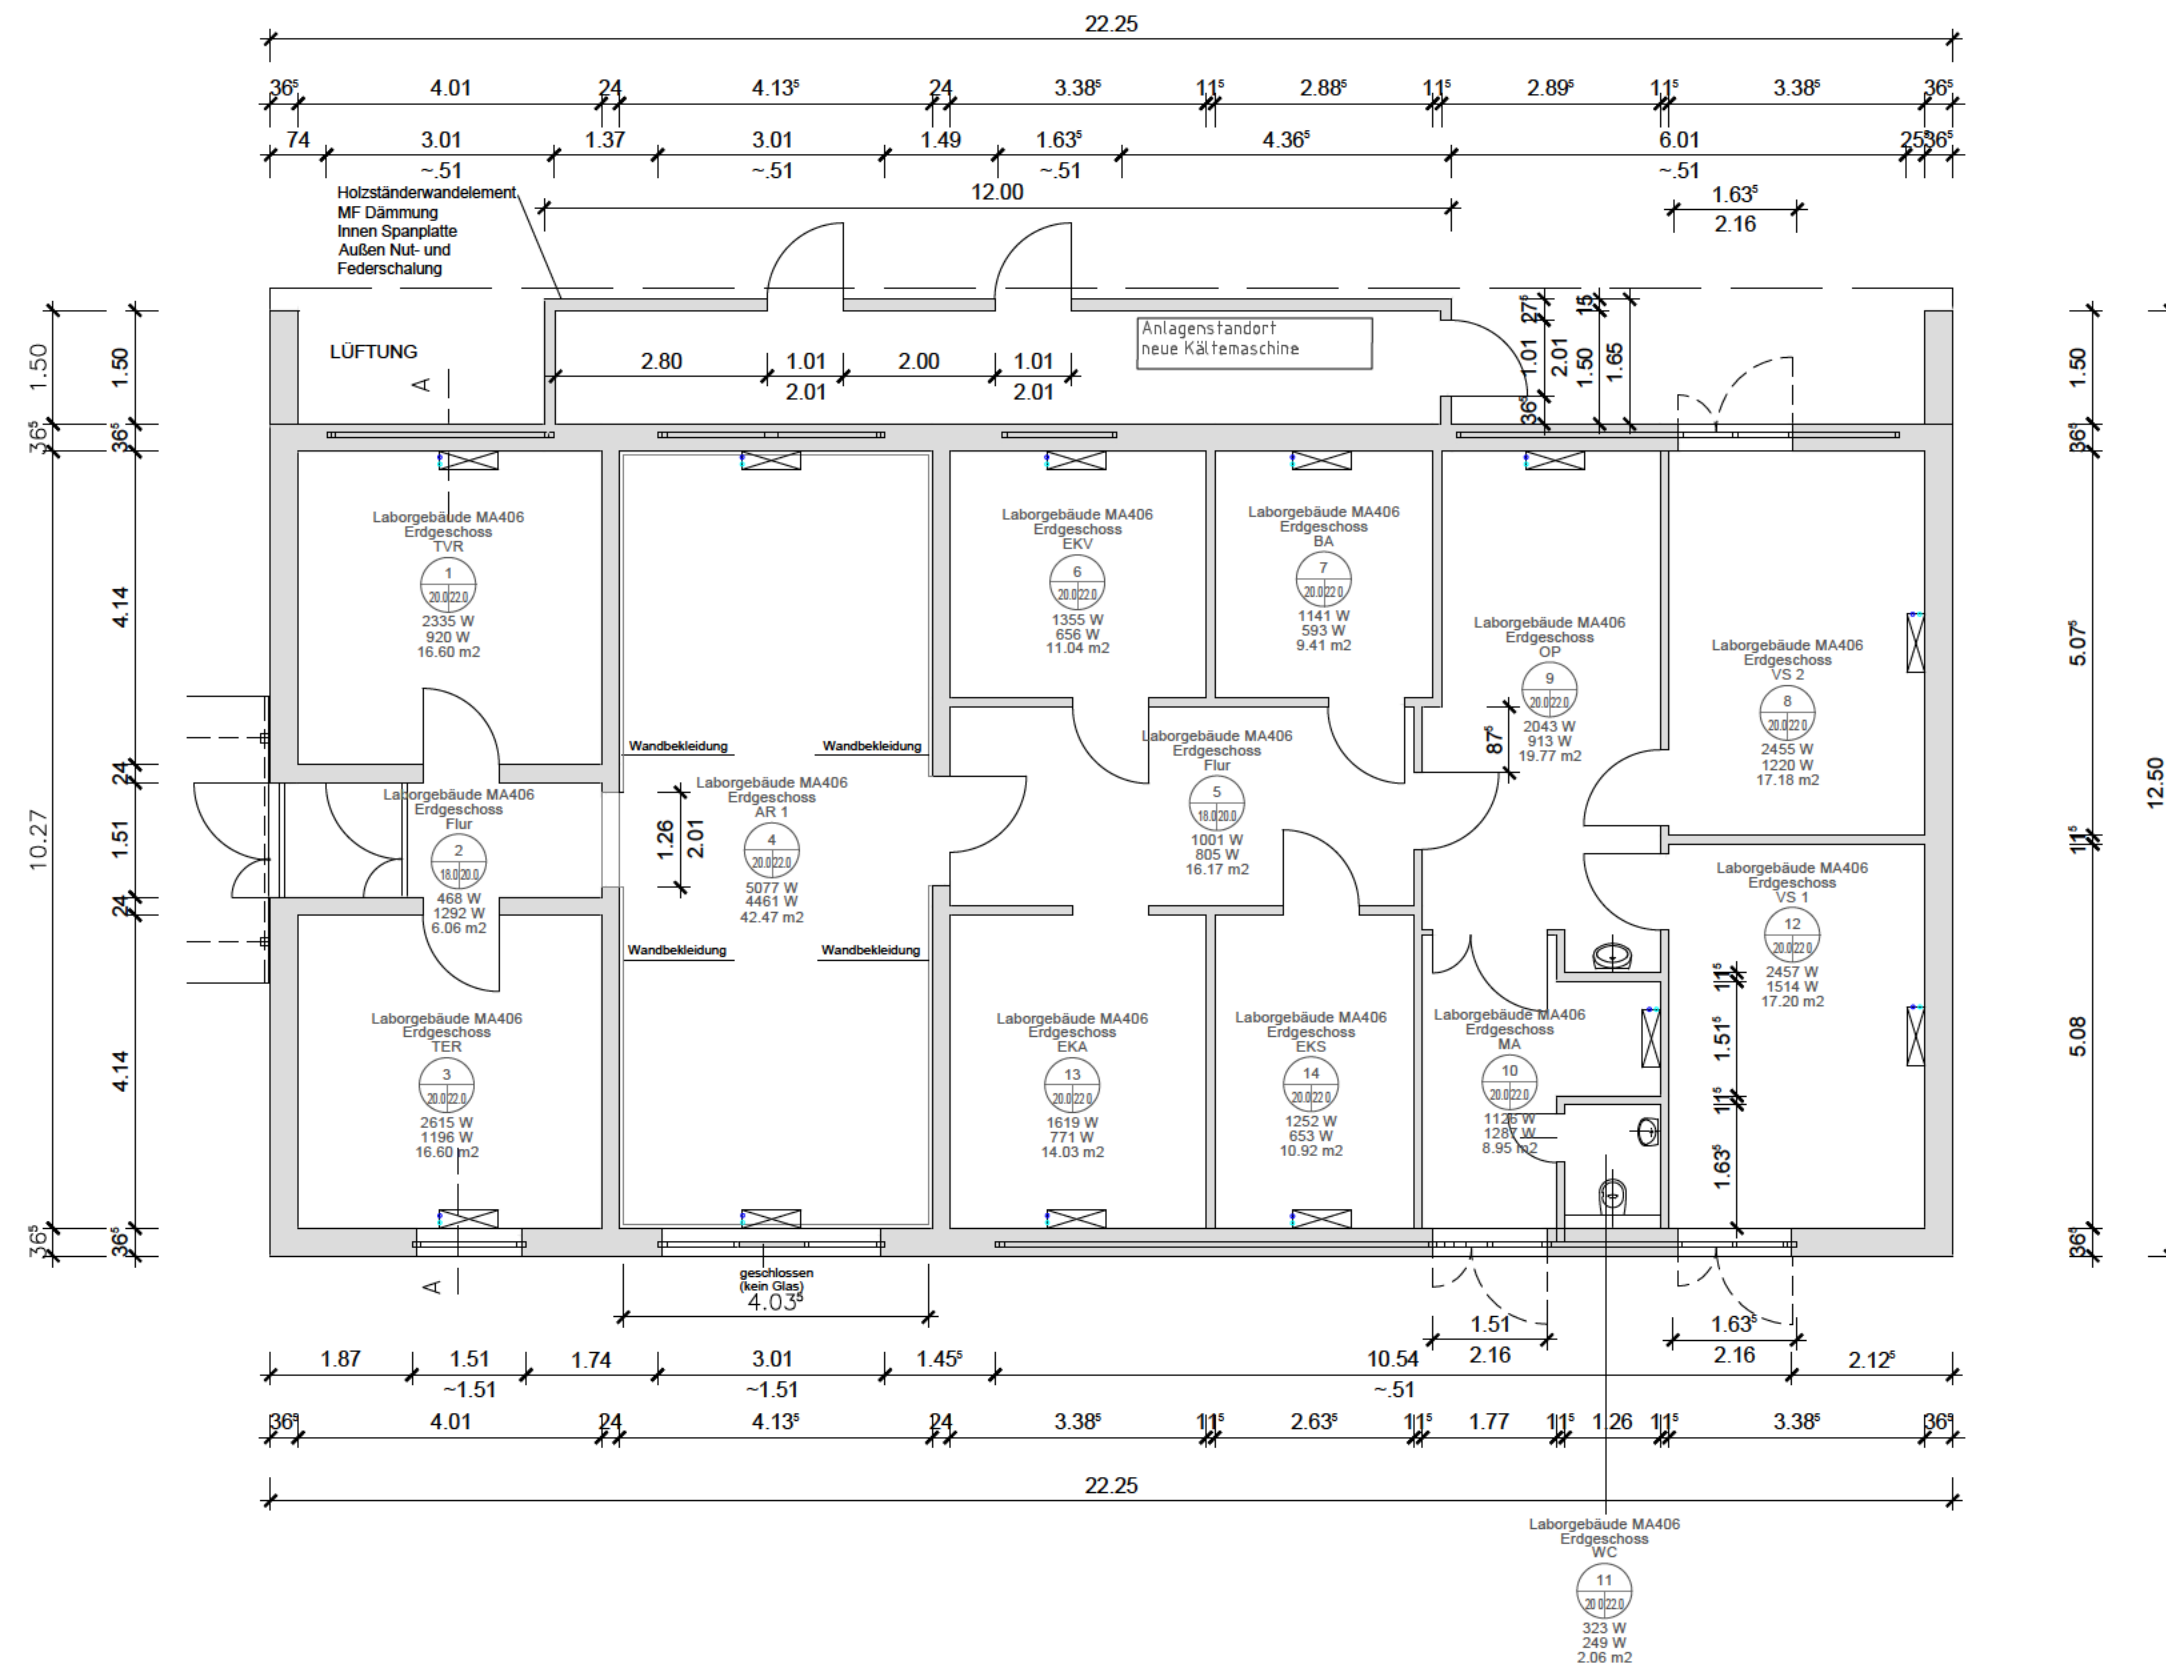 22.25
36⁵ 4.01 24 4.13⁵ 24 3.38⁵ 11⁵ 2.88⁵ 11⁵ 2.89⁵ 11⁵ 3.38⁵ 36⁵
74 3.01 1.37 3.01 1.49 1.63⁵ 4.36⁵ 6.01 25⁵ 36⁵
~.51 ~.51 ~.51 ~.51
Holzständerwandelement
MF Dämmung
Innen Spanplatte
Außen Nut- und
Federschalung
12.00
1.63⁵
2.16
LÜFTUNG
A
2.80 1.01 2.00 1.01
2.01 2.01
Anlagenstandort
neue Kältemaschine
27⁵
1.01
2.01
36⁵
15
1.50
1.65
1.50
36⁵
10.27
36⁵
1.50
36⁵
4.14
24
1.51
24
4.14
36⁵
Laborgebäude MA406
Erdgeschoss
TVR
1
20.0 22.0
2335 W
920 W
16.60 m2
Laborgebäude MA406
Erdgeschoss
EKV
6
20.0 22.0
1355 W
656 W
11.04 m2
Laborgebäude MA406
Erdgeschoss
BA
7
20.0 22.0
1141 W
593 W
9.41 m2
Laborgebäude MA406
Erdgeschoss
OP
9
20.0 22.0
2043 W
913 W
19.77 m2
Laborgebäude MA406
Erdgeschoss
VS 2
8
20.0 22.0
2455 W
1220 W
17.18 m2
87⁵
Wandbekleidung Wandbekleidung
Laborgebäude MA406
Erdgeschoss
Flur
2
18.0 20.0
468 W
1292 W
6.06 m2
1.26
2.01
Laborgebäude MA406
Erdgeschoss
AR 1
4
20.0 22.0
5077 W
4461 W
42.47 m2
Laborgebäude MA406
Erdgeschoss
Flur
5
18.0 20.0
1001 W
805 W
16.17 m2
Wandbekleidung Wandbekleidung
Laborgebäude MA406
Erdgeschoss
VS 1
12
20.0 22.0
2457 W
1514 W
17.20 m2
Laborgebäude MA406
Erdgeschoss
TER
3
20.0 22.0
2615 W
1196 W
16.60 m2
Laborgebäude MA406
Erdgeschoss
EKA
13
20.0 22.0
1619 W
771 W
14.03 m2
Laborgebäude MA406
Erdgeschoss
EKS
14
20.0 22.0
1252 W
653 W
10.92 m2
Laborgebäude MA406
Erdgeschoss
MA
10
20.0 22.0
1126 W
1287 W
8.95 m2
11⁵
1.51⁵
11⁵
1.63⁵
1.50
36⁵
5.07⁵
11⁵
5.08
36⁵
12.50
A
geschlossen
(kein Glas)
4.03⁵
1.51
2.16
1.63⁵
2.16
1.87 1.51 1.74 3.01 1.45⁵ 10.54 2.12⁵
~1.51 ~1.51 ~.51
36⁵ 4.01 24 4.13⁵ 24 3.38⁵ 11⁵ 2.63⁵ 11⁵ 1.77 11⁵ 1.26 11⁵ 3.38⁵ 36⁵
22.25
Laborgebäude MA406
Erdgeschoss
WC
11
20.0 22.0
323 W
249 W
2.06 m2